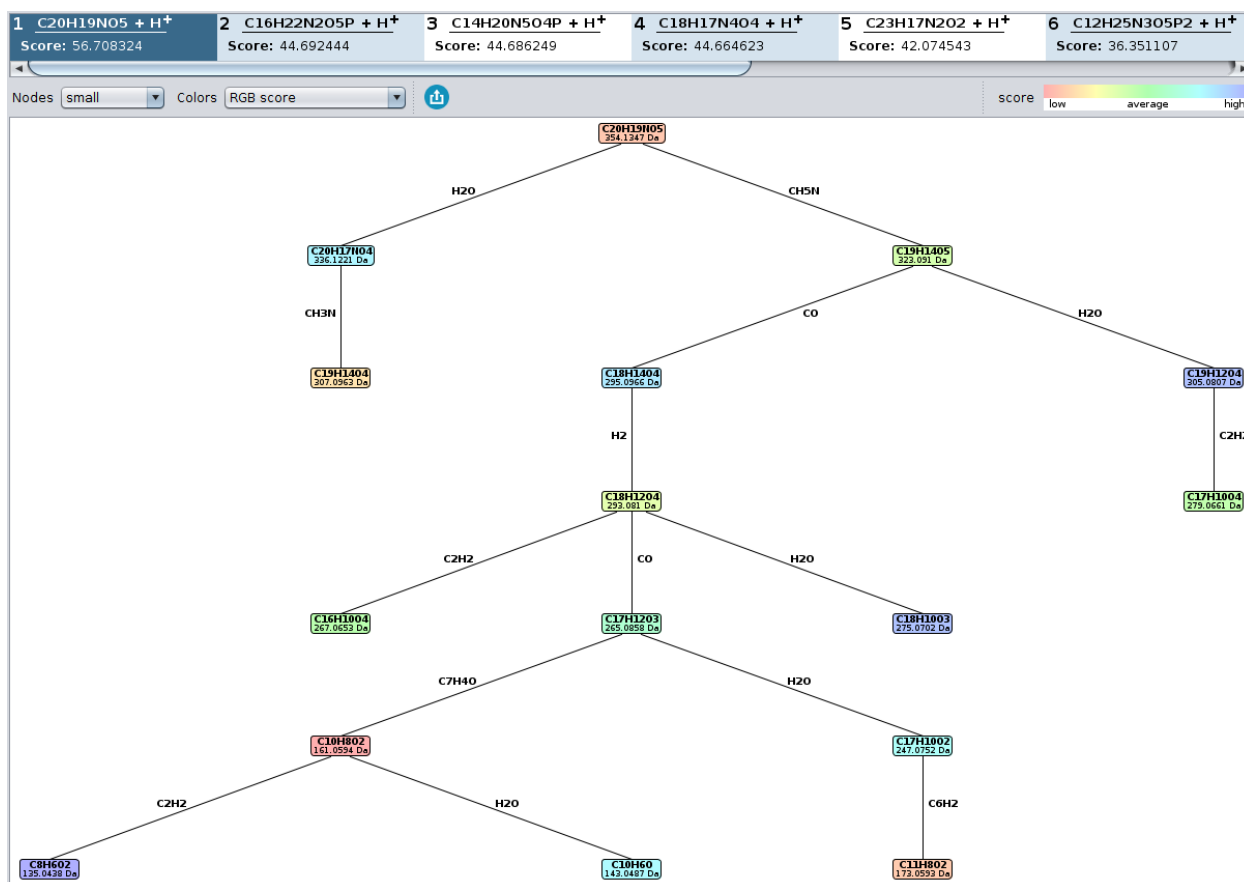 1 C20H19NO5 + H+ 2 C16H22N2O5P + H+ 3 C14H20N5O4P + H+ 4 C18H17N4O4 + H+ 5 C23H17N2O2 + H+ 6 C12H25N3O5P2 + H+
Score: 56.708324 Score: 44.692444 Score: 44.686249 Score: 44.664623 Score: 42.074543 Score: 36.351107
Nodes small Colors RGB score score low average high
C20H19NO5
354.1347 Da
H2O CH5N
C20H17NO4 C19H14O5
336.1221 Da 323.091 Da
CH3N CO H2O
C19H14O4 C18H14O4 C19H12O4
307.0963 Da 295.0966 Da 305.0807 Da
H2 C2H2
C18H12O4 C17H10O4
293.081 Da 279.0661 Da
C2H2 CO H2O
C16H10O4 C17H12O3 C18H10O3
267.0653 Da 265.0858 Da 275.0702 Da
C7H4O H2O
C10H8O2 C17H10O2
161.0594 Da 247.0752 Da
C2H2 H2O C6H2
C8H6O2 C10H6O C11H8O2
135.0438 Da 143.0487 Da 173.0593 Da